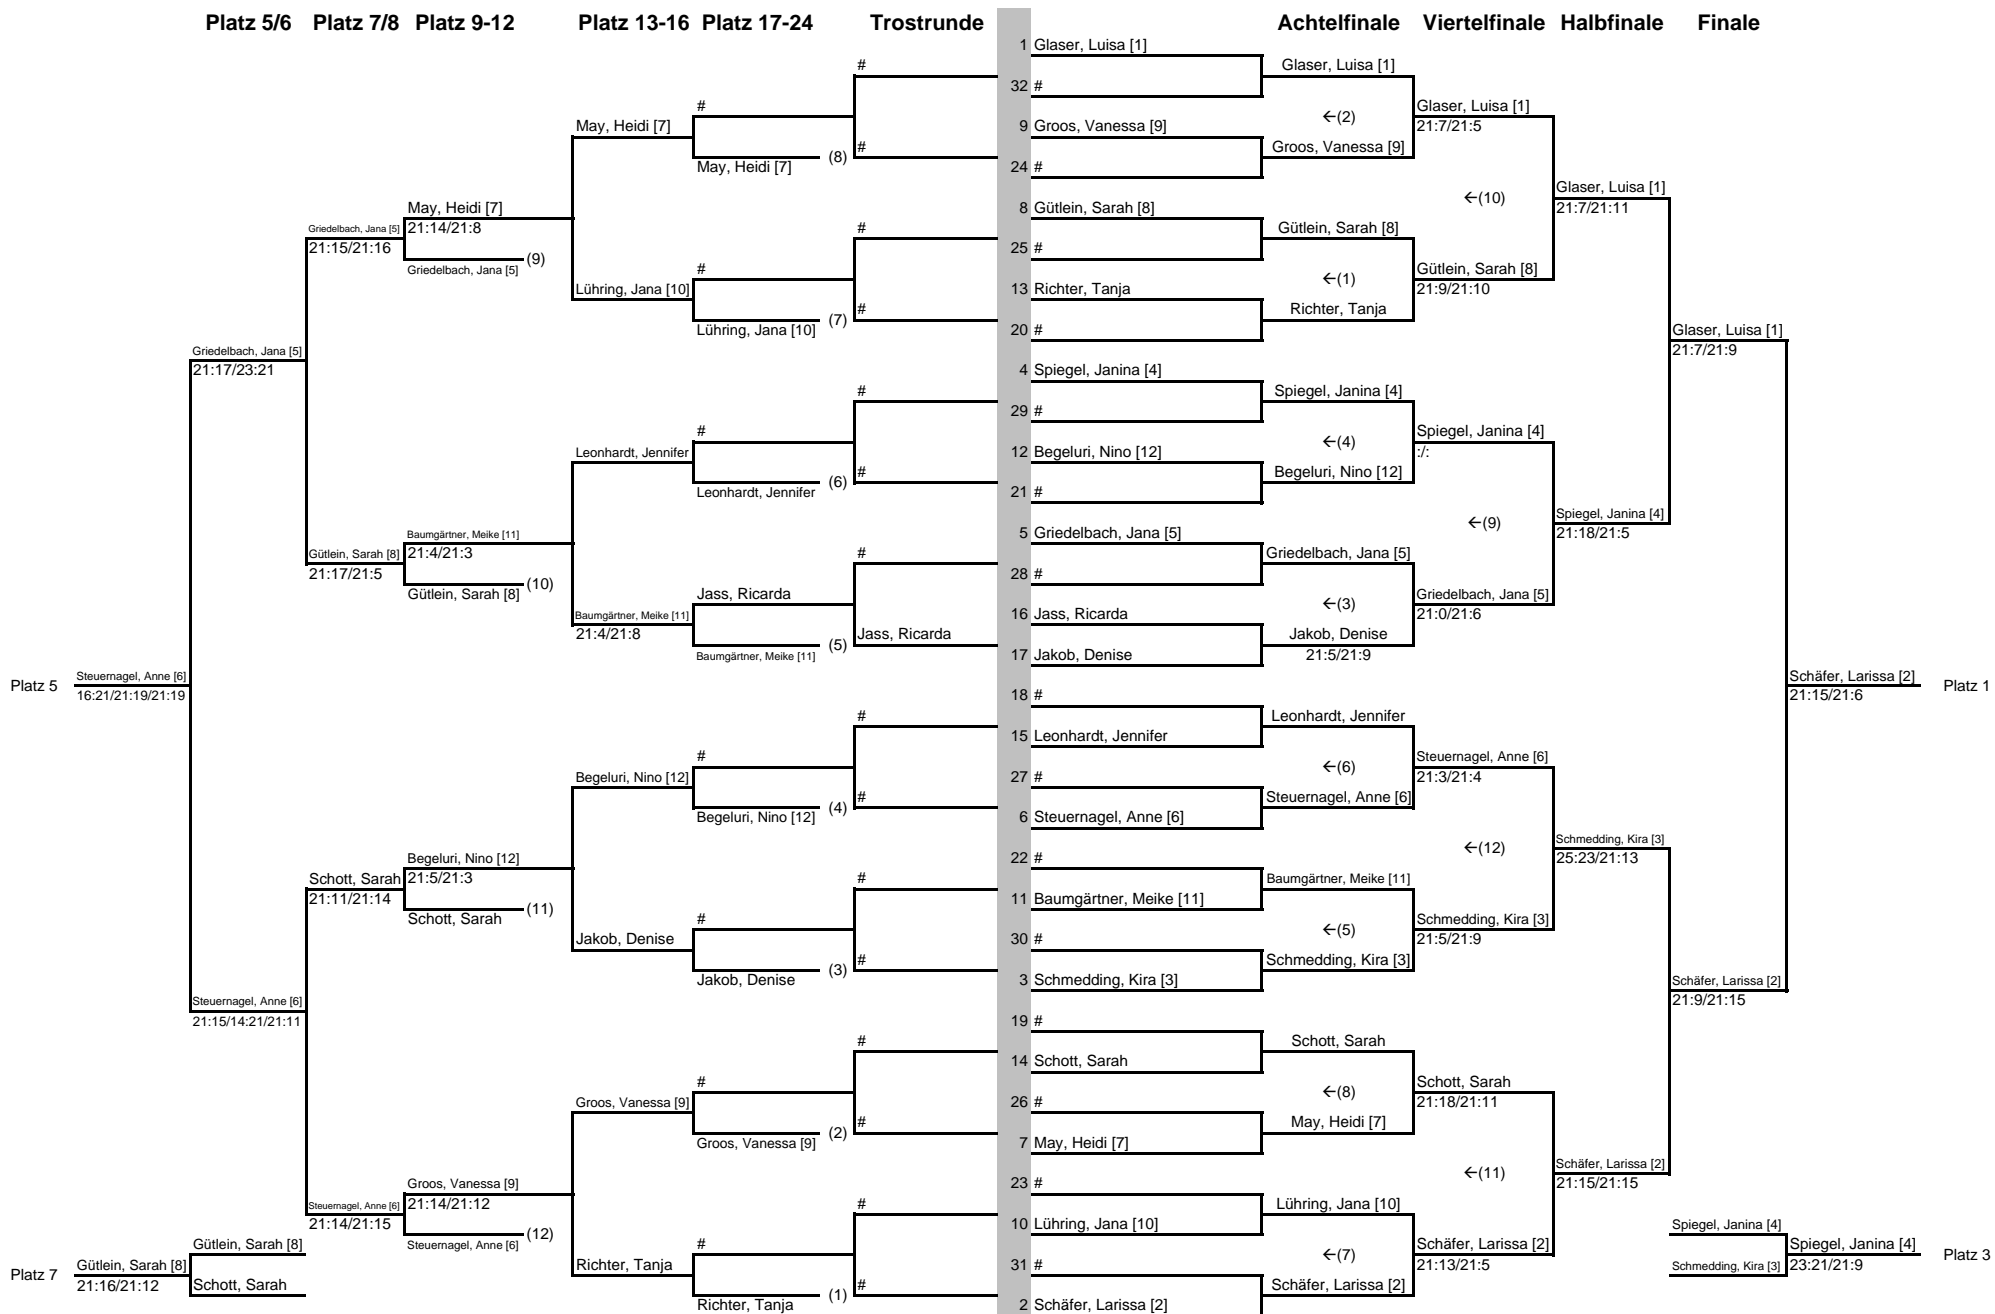 Platz 5/6 Platz 7/8 Platz 9-12 Platz 13-16 Platz 17-24 Trostrunde Achtelfinale Viertelfinale Halbfinale Finale
1 Glaser, Luisa [1]
# Glaser, Luisa [1]
32 #
# Glaser, Luisa [1]
May, Heidi [7] 9 Groos, Vanessa [9] ←(2) 21:7/21:5
(8) # Groos, Vanessa [9]
May, Heidi [7] 24 #
Glaser, Luisa [1]
May, Heidi [7] 8 Gütlein, Sarah [8] ←(10) 21:7/21:11
Griedelbach, Jana [5] 21:14/21:8 # Gütlein, Sarah [8]
21:15/21:16 (9) 25 #
Griedelbach, Jana [5] # Gütlein, Sarah [8]
Lühring, Jana [10] 13 Richter, Tanja ←(1) 21:9/21:10
# Richter, Tanja
Lühring, Jana [10] (7) 20 # Glaser, Luisa [1]
Griedelbach, Jana [5] 21:7/21:9
21:17/23:21 4 Spiegel, Janina [4]
# Spiegel, Janina [4]
29 #
# Spiegel, Janina [4]
Leonhardt, Jennifer 12 Begeluri, Nino [12] ←(4) :/:
# Begeluri, Nino [12]
Leonhardt, Jennifer (6) 21 #
Spiegel, Janina [4]
Baumgärtner, Meike [11] 5 Griedelbach, Jana [5] ←(9) 21:18/21:5
Gütlein, Sarah [8] 21:4/21:3 # Griedelbach, Jana [5]
21:17/21:5 (10) 28 #
Gütlein, Sarah [8] Jass, Ricarda Griedelbach, Jana [5]
Baumgärtner, Meike [11] 16 Jass, Ricarda ←(3) 21:0/21:6
21:4/21:8 (5) Jass, Ricarda Jakob, Denise
Baumgärtner, Meike [11] 17 Jakob, Denise 21:5/21:9
Platz 5 Steuernagel, Anne [6] Schäfer, Larissa [2] Platz 1
16:21/21:19/21:19 18 # 21:15/21:6
# Leonhardt, Jennifer
15 Leonhardt, Jennifer
# Steuernagel, Anne [6]
Begeluri, Nino [12] 27 # ←(6) 21:3/21:4
(4) # Steuernagel, Anne [6]
Begeluri, Nino [12] 6 Steuernagel, Anne [6]
Schmedding, Kira [3]
Begeluri, Nino [12] 22 # ←(12) 25:23/21:13
Schott, Sarah 21:5/21:3 # Baumgärtner, Meike [11]
21:11/21:14 (11) 11 Baumgärtner, Meike [11]
Schott, Sarah # Schmedding, Kira [3]
Jakob, Denise 30 # ←(5) 21:5/21:9
(3) # Schmedding, Kira [3]
Jakob, Denise 3 Schmedding, Kira [3] Schäfer, Larissa [2]
Steuernagel, Anne [6] 21:9/21:15
21:15/14:21/21:11 19 #
# Schott, Sarah
14 Schott, Sarah
# Schott, Sarah
Groos, Vanessa [9] 26 # ←(8) 21:18/21:11
(2) # May, Heidi [7]
Groos, Vanessa [9] 7 May, Heidi [7]
Schäfer, Larissa [2]
Groos, Vanessa [9] 23 # ←(11) 21:15/21:15
Steuernagel, Anne [6] 21:14/21:12 # Lühring, Jana [10]
21:14/21:15 (12) 10 Lühring, Jana [10] Spiegel, Janina [4]
Gütlein, Sarah [8] Steuernagel, Anne [6] # Schäfer, Larissa [2] Spiegel, Janina [4] Platz 3
Platz 7 Gütlein, Sarah [8] Richter, Tanja 31 # ←(7) 21:13/21:5 Schmedding, Kira [3] 23:21/21:9
21:16/21:12 Schott, Sarah (1) # Schäfer, Larissa [2]
Richter, Tanja 2 Schäfer, Larissa [2]